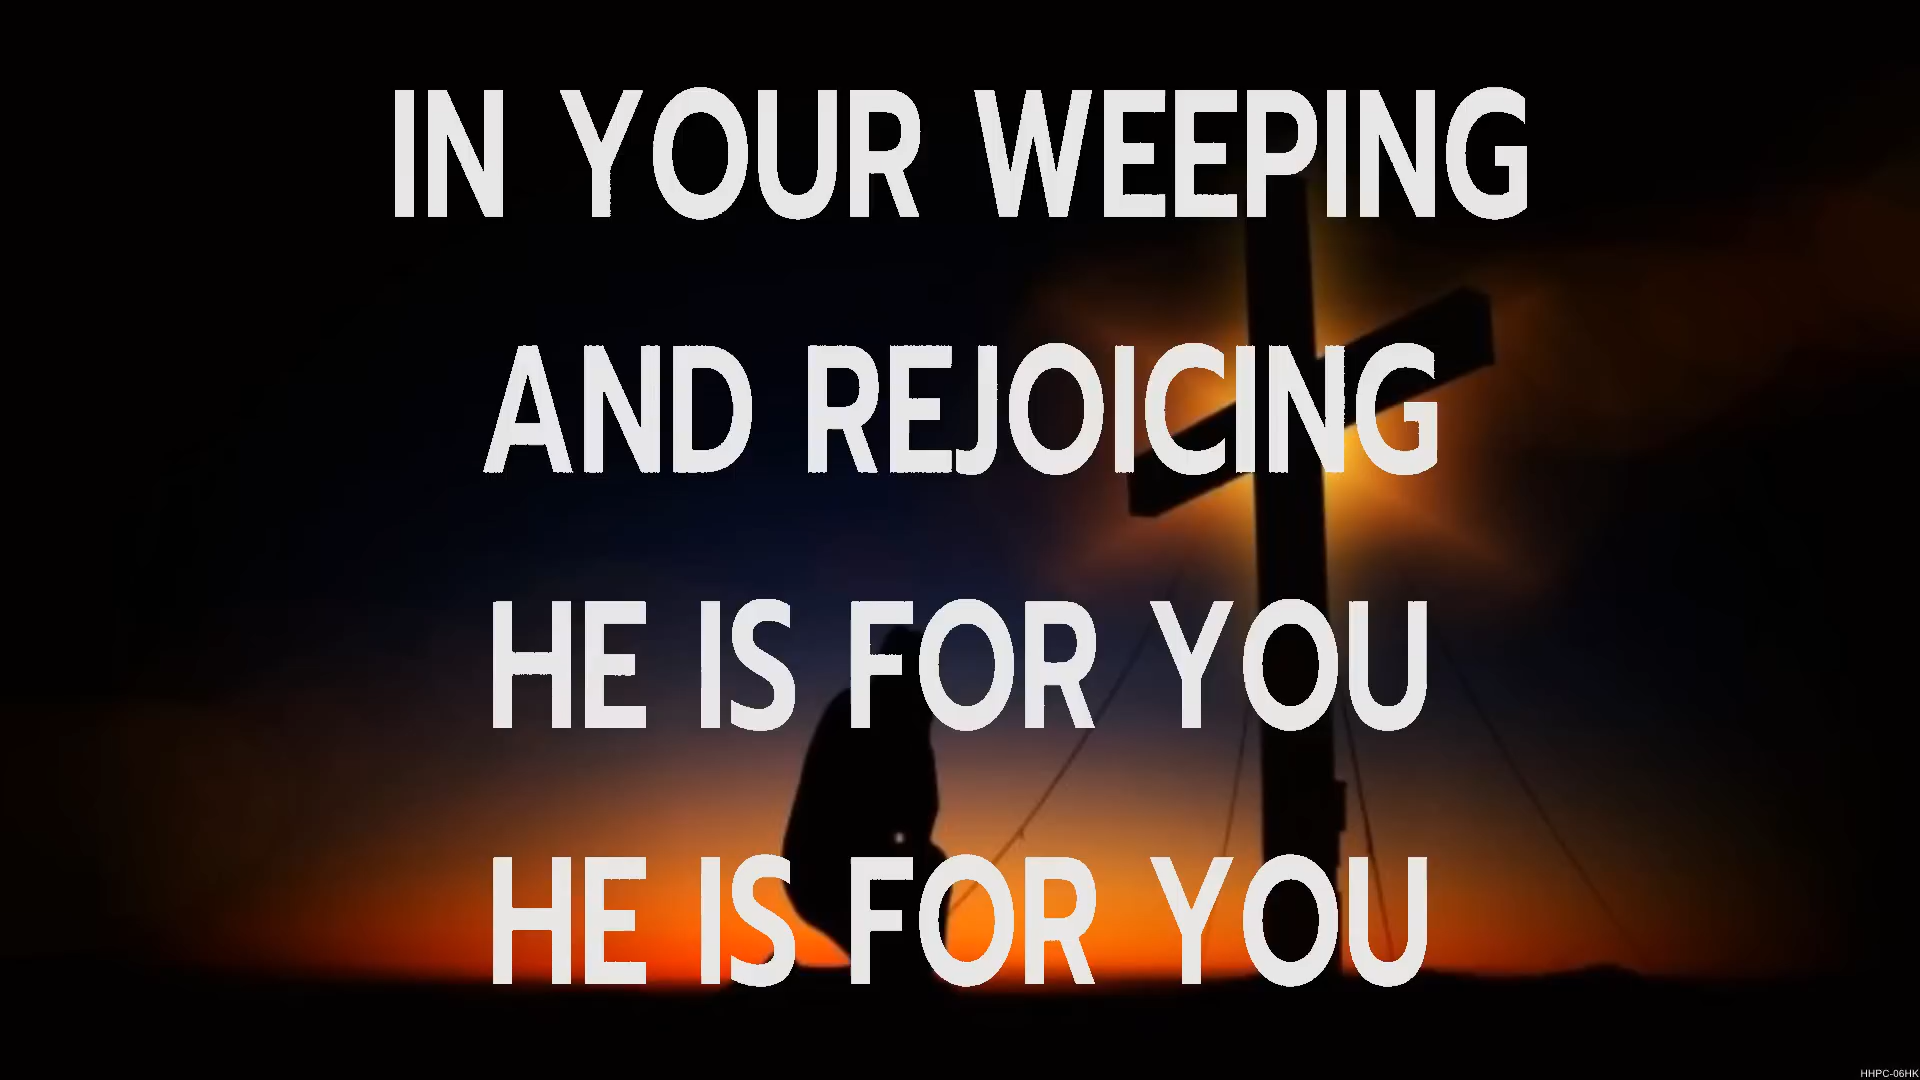 IN YOUR WEEPING
AND REJOICING
HE IS FOR YOU
HE IS FOR YOU
HHPC-06HK